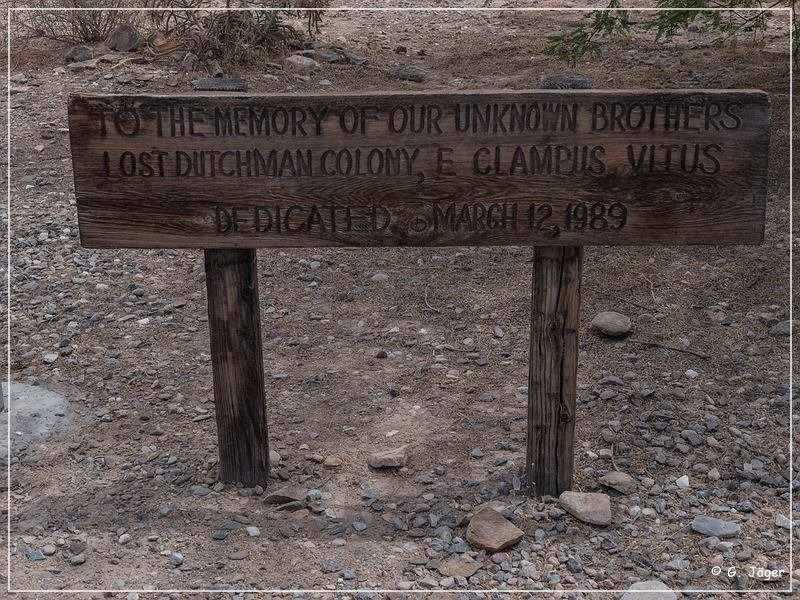 TO THE MEMORY OF OUR UNKNOWN BROTHERS
LOST DUTCHMAN COLONY, E CLAMPUS VITUS
DEDICATED MARCH 12, 1989
© G. Jäger